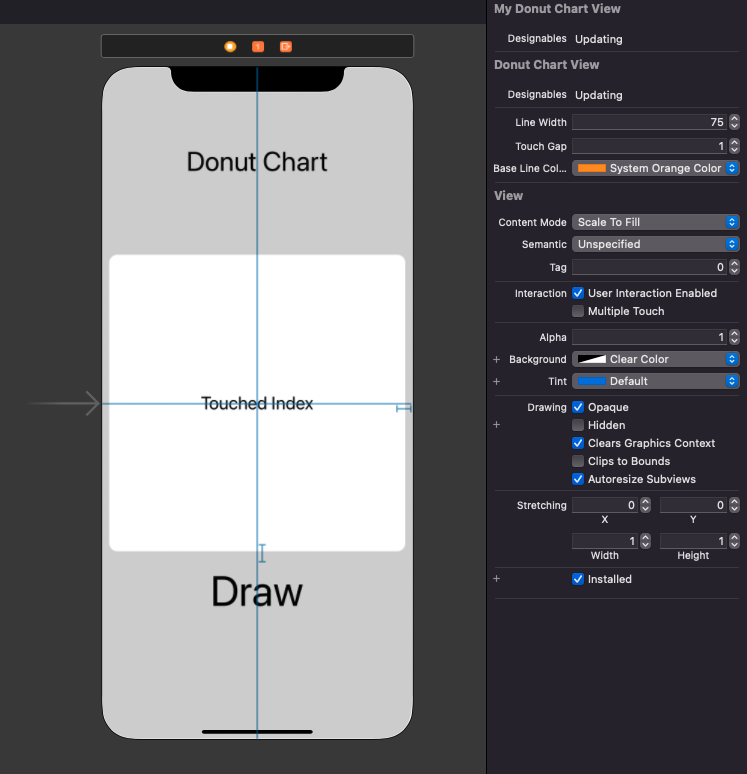 My Donut Chart View
Designables Updating
Donut Chart View
Designables Updating
Line Width 75
Touch Gap 1
Base Line Col... System Orange Color
View
Content Mode Scale To Fill
Semantic Unspecified
Tag 0
Interaction User Interaction Enabled
Multiple Touch
Alpha 1
+ Background Clear Color
+ Tint Default
Drawing Opaque
+ Hidden
Clears Graphics Context
Clips to Bounds
Autoresize Subviews
Stretching 0 0
X Y
1 1
Width Height
+ Installed
1
Donut Chart
Touched Index
Draw